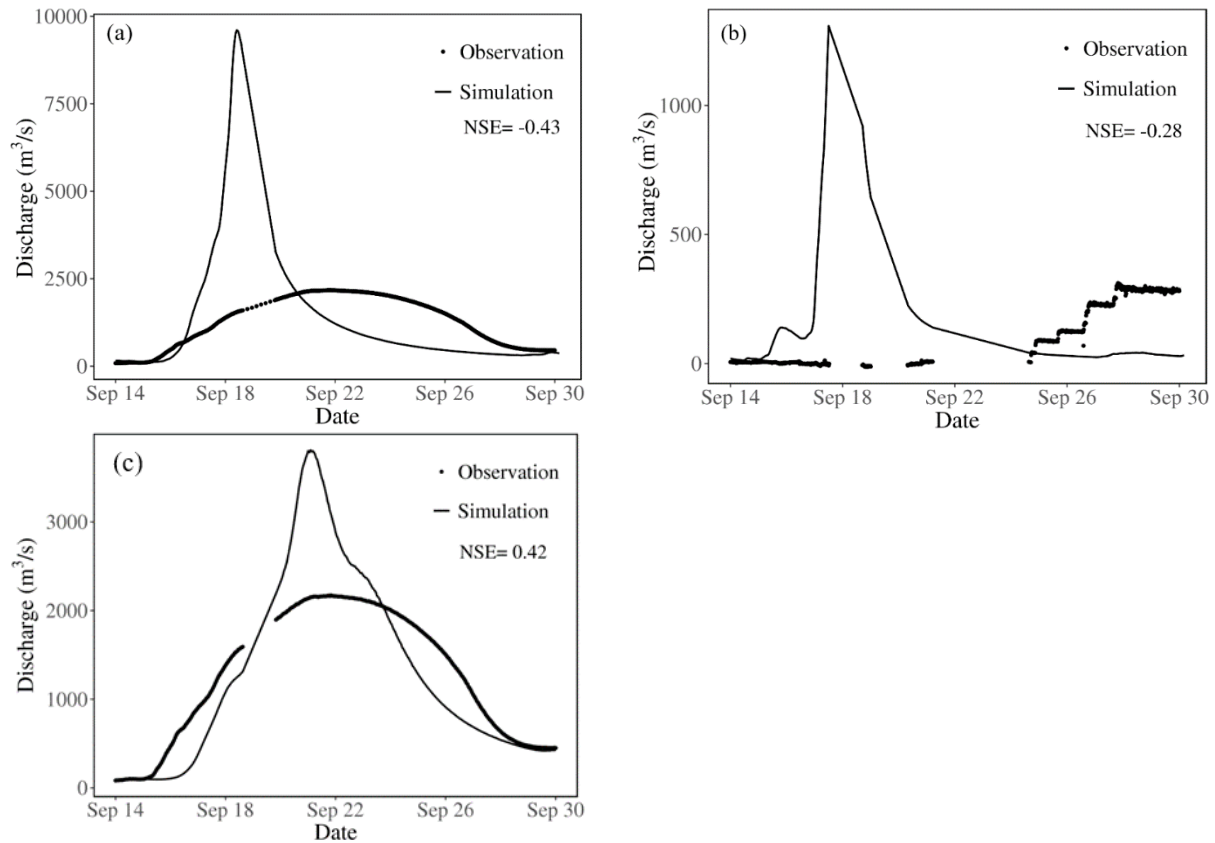 (a)
Observation
Simulation
NSE= -0.43
Discharge (m³/s)
10000
7500
5000
2500
0
Sep 14 Sep 18 Sep 22 Sep 26 Sep 30
Date
(b)
Observation
Simulation
NSE= -0.28
Discharge (m³/s)
1000
500
0
Sep 14 Sep 18 Sep 22 Sep 26 Sep 30
Date
(c)
Observation
Simulation
NSE= 0.42
Discharge (m³/s)
3000
2000
1000
0
Sep 14 Sep 18 Sep 22 Sep 26 Sep 30
Date